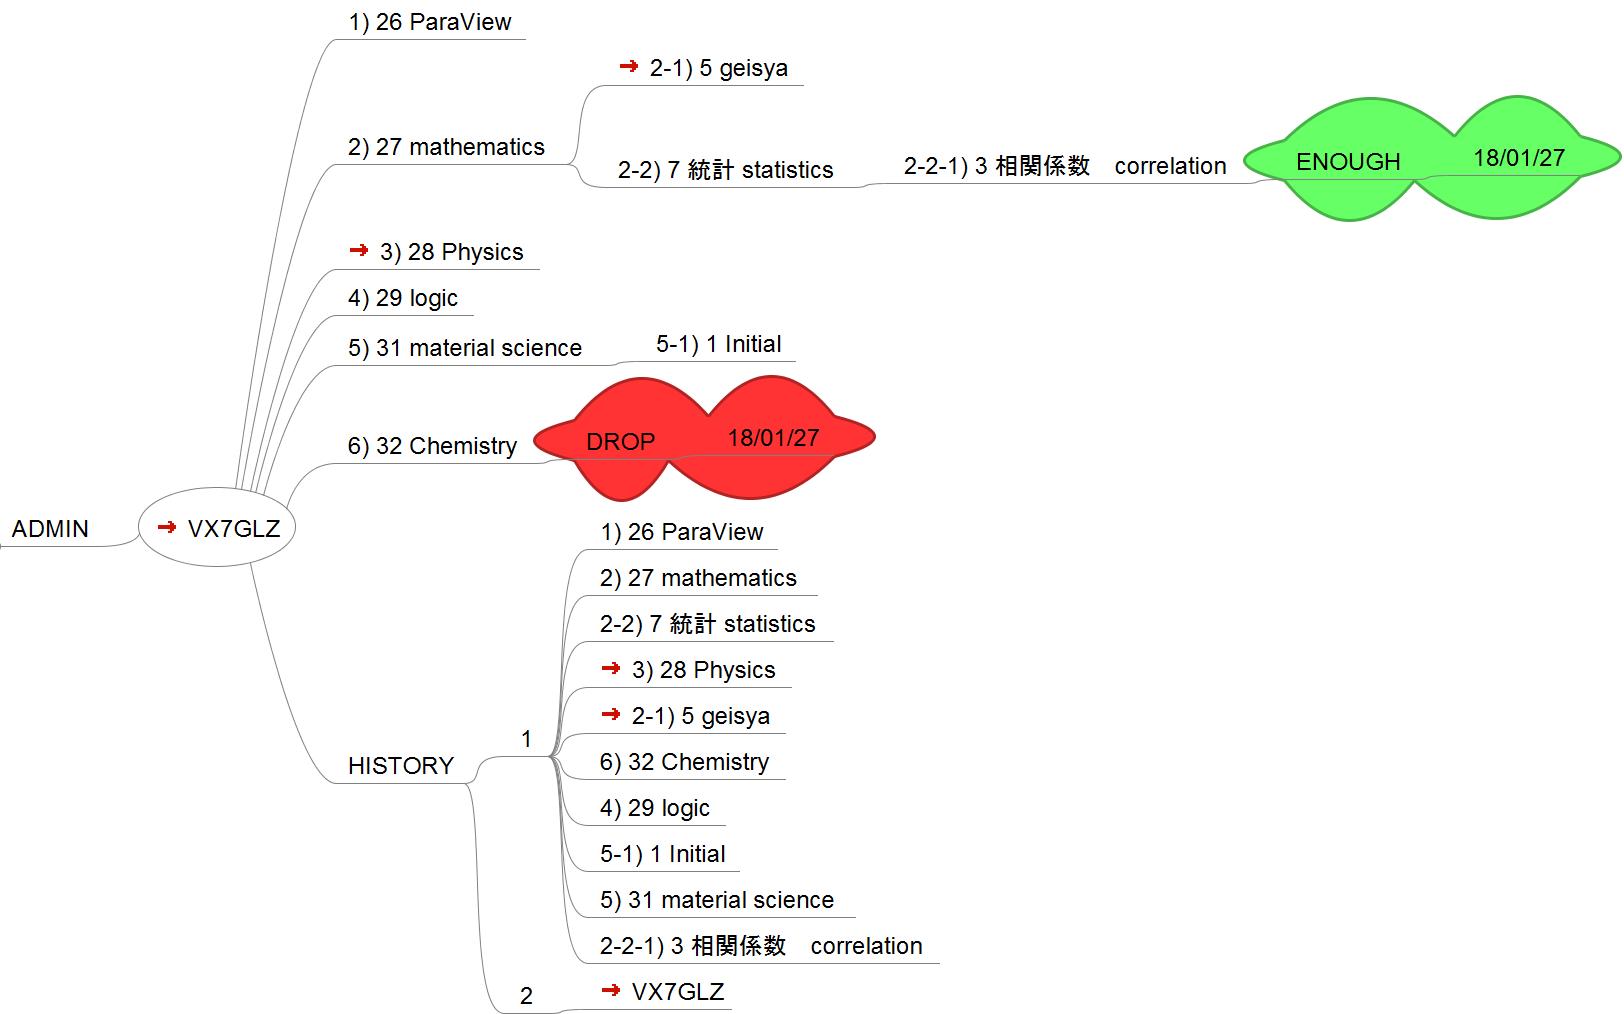 1) 26 ParaView
2-1) 5 geisya
2) 27 mathematics
2-2) 7 統計 statistics
2-2-1) 3 相関係数　correlation
ENOUGH
18/01/27
3) 28 Physics
4) 29 logic
5) 31 material science
5-1) 1 Initial
6) 32 Chemistry
DROP
18/01/27
ADMIN
VX7GLZ
HISTORY
1
1) 26 ParaView
2) 27 mathematics
2-2) 7 統計 statistics
3) 28 Physics
2-1) 5 geisya
6) 32 Chemistry
4) 29 logic
5-1) 1 Initial
5) 31 material science
2-2-1) 3 相関係数　correlation
2
VX7GLZ